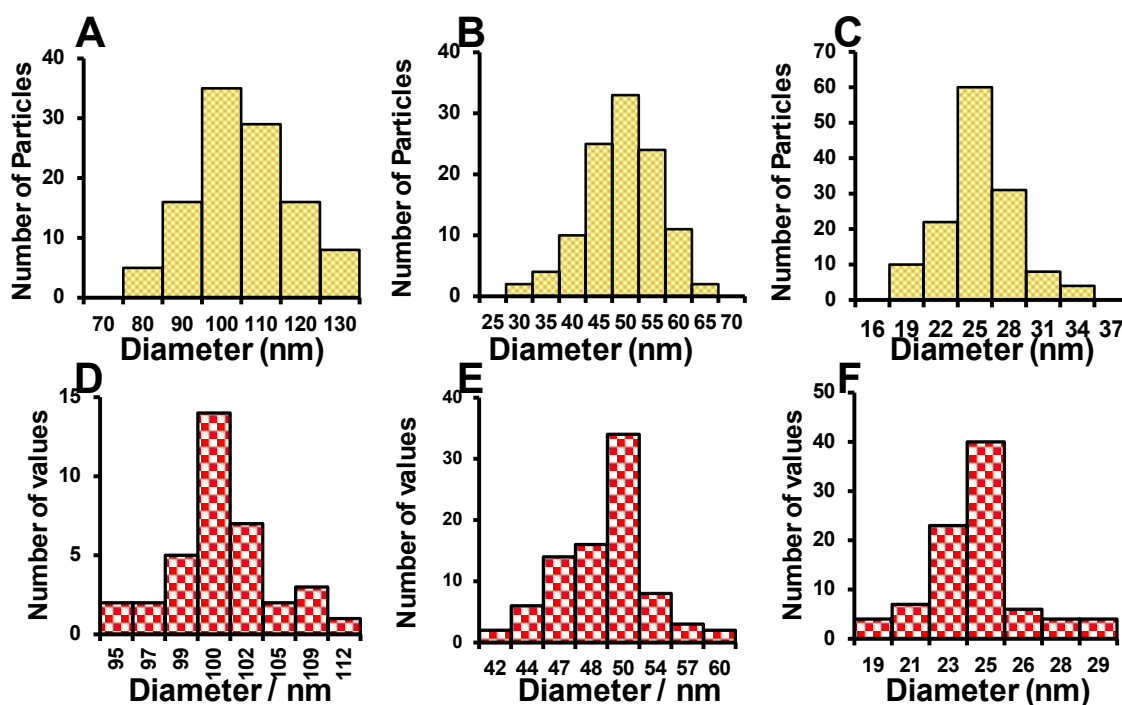 A
Number of Particles
40
30
20
10
0
70 80 90 100 110 120 130
Diameter (nm)
B
Number of Particles
40
30
20
10
0
25 30 35 40 45 50 55 60 65 70
Diameter (nm)
C
Number of Particles
70
60
50
40
30
20
10
0
16 19 22 25 28 31 34 37
Diameter (nm)
D
Number of values
15
10
5
0
95 97 99 100 102 105 109 112
Diameter / nm
E
Number of values
40
30
20
10
0
42 44 47 48 50 54 57 60
Diameter / nm
F
Number of values
50
40
30
20
10
0
19 21 23 25 26 28 29
Diameter (nm)